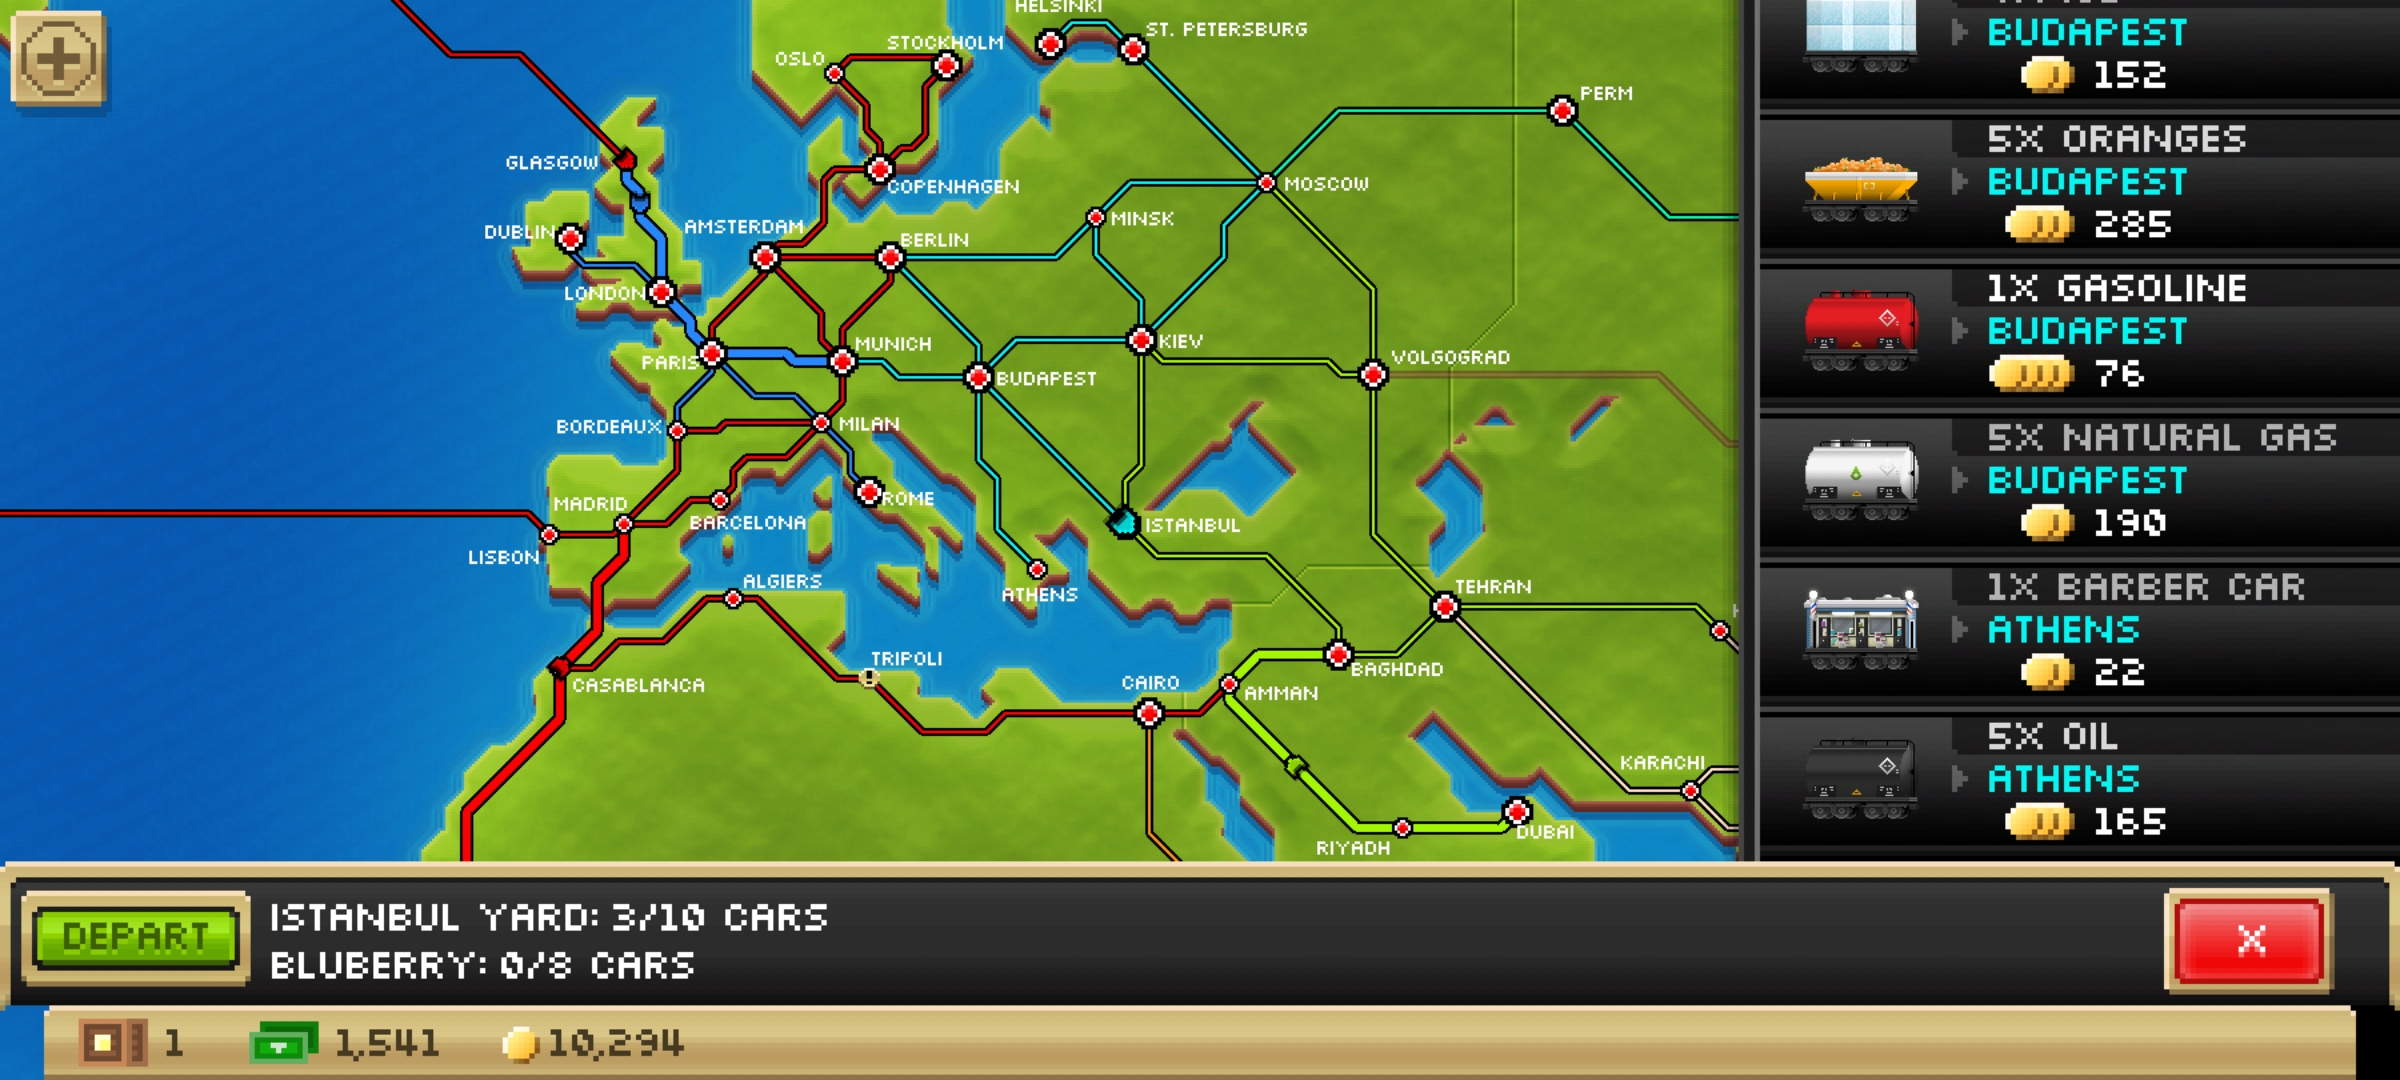 HELSINKI
ST. PETERSBURG
STOCKHOLM
OSLO
PERM
GLASGOW
COPENHAGEN
MOSCOW
DUBLIN
AMSTERDAM
BERLIN
MINSK
LONDON
PARIS
MUNICH
KIEV
VOLGOGRAD
BUDAPEST
BORDEAUX
MILAN
MADRID
ROME
BARCELONA
ISTANBUL
LISBON
ALGIERS
ATHENS
TEHRAN
TRIPOLI
CASABLANCA
CAIRO
AMMAN
BAGHDAD
KARACHI
RIYADH
DUBAI
BUDAPEST
152
5X ORANGES
BUDAPEST
285
1X GASOLINE
BUDAPEST
76
5X NATURAL GAS
BUDAPEST
190
1X BARBER CAR
ATHENS
22
5X OIL
ATHENS
165
DEPART
ISTANBUL YARD: 3/10 CARS
BLUBERRY: 0/8 CARS
X
1
1,541
10,294